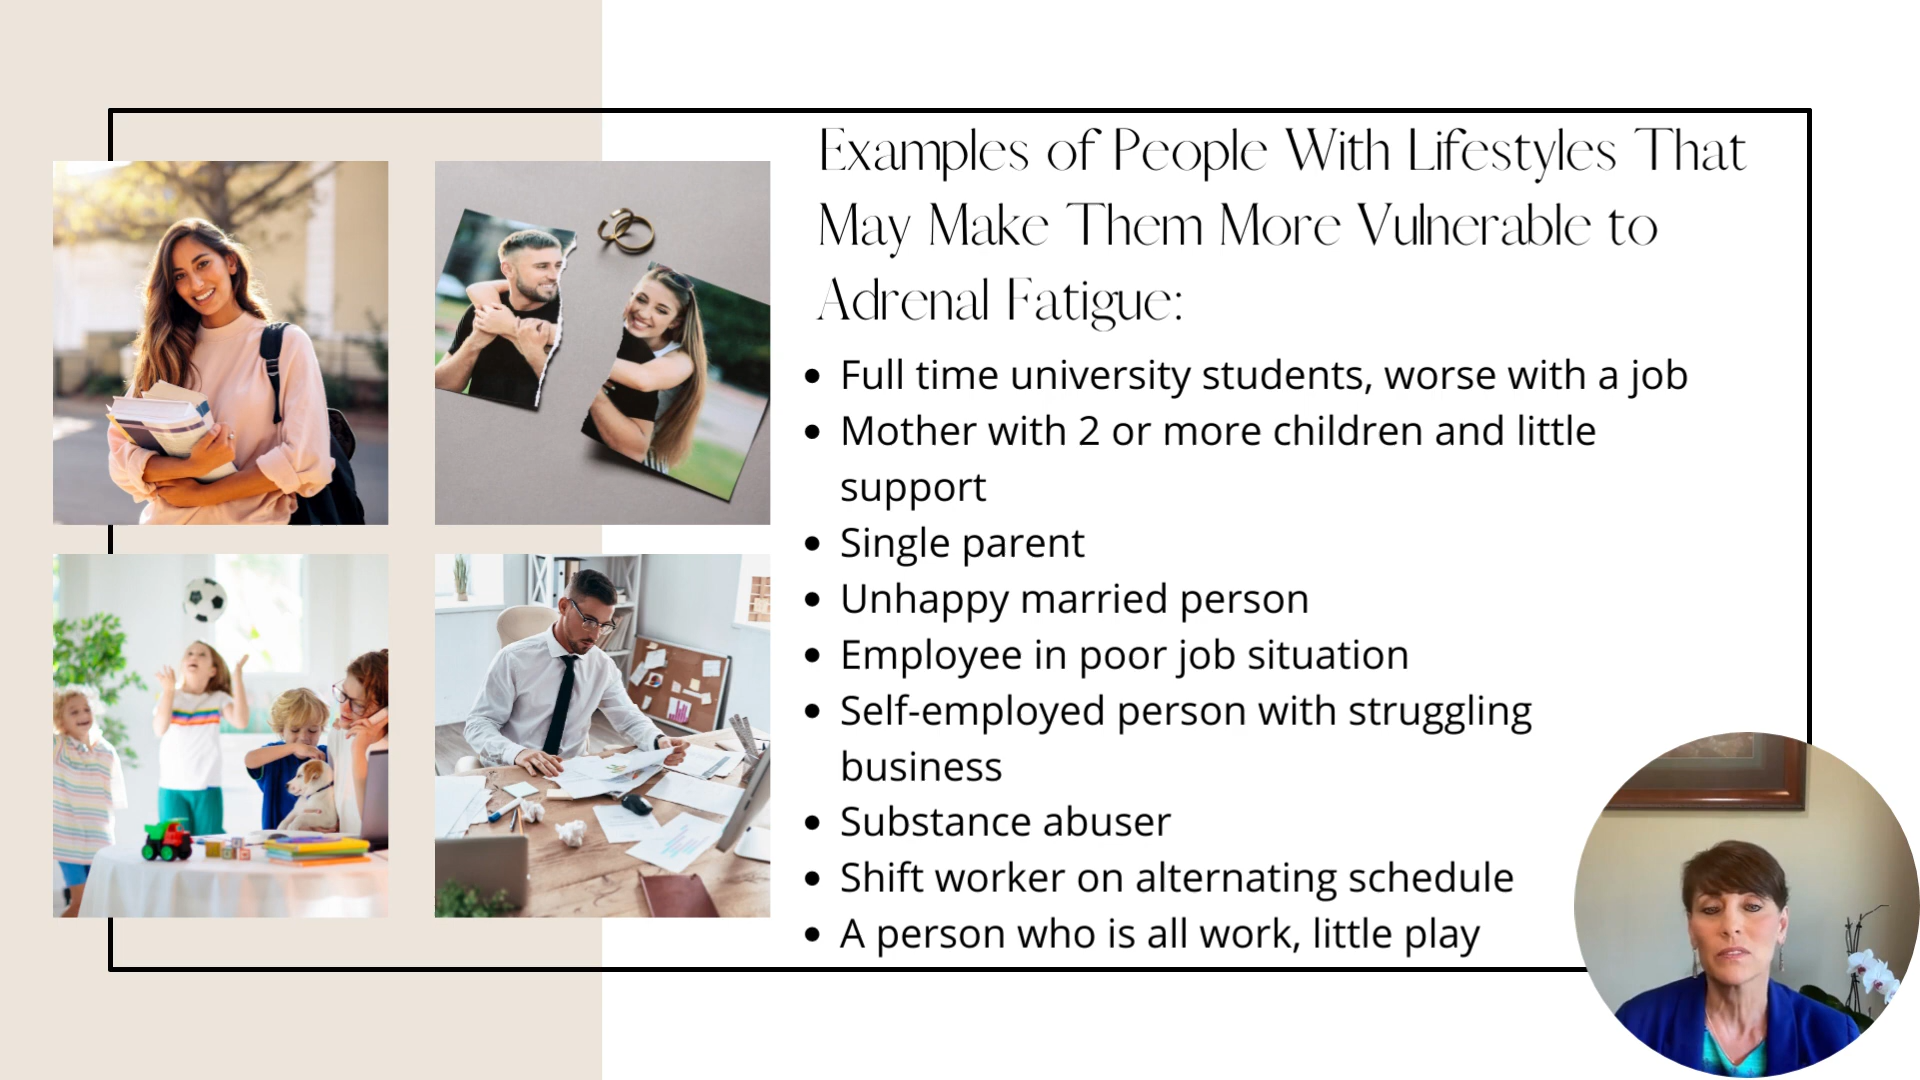 Examples of People With Lifestyles That
May Make Them More Vulnerable to
Adrenal Fatigue:
• Full time university students, worse with a job
• Mother with 2 or more children and little
support
• Single parent
• Unhappy married person
• Employee in poor job situation
• Self-employed person with struggling
business
• Substance abuser
• Shift worker on alternating schedule
• A person who is all work, little play